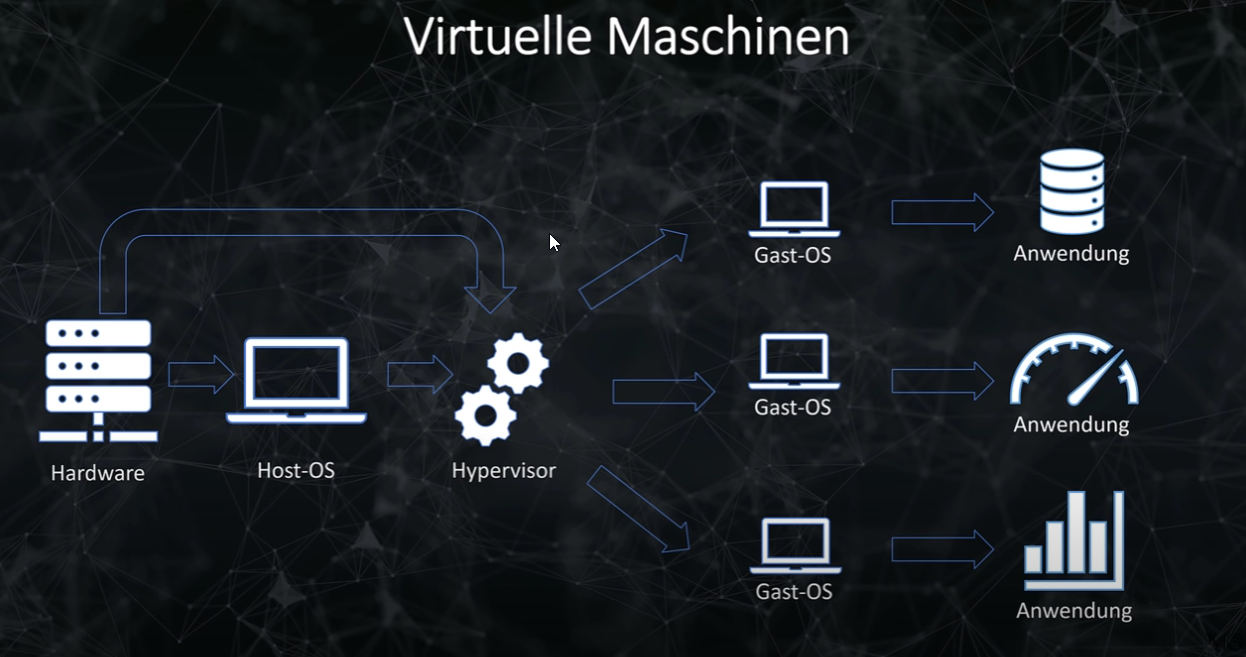 Virtuelle Maschinen
Gast-OS
Anwendung
Gast-OS
Anwendung
Hardware
Host-OS
Hypervisor
Gast-OS
Anwendung